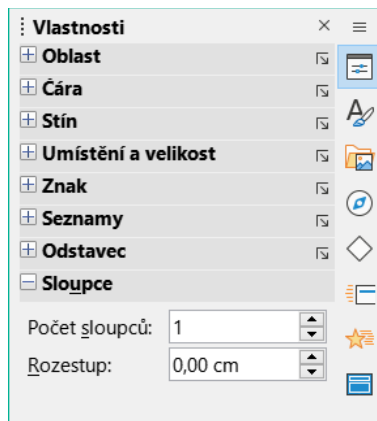 Vlastnosti
Oblast
Čára
Stín
Umístění a velikost
Znak
Seznamy
Odstavec
Sloupce
Počet sloupců: 1
Rozestup: 0,00 cm